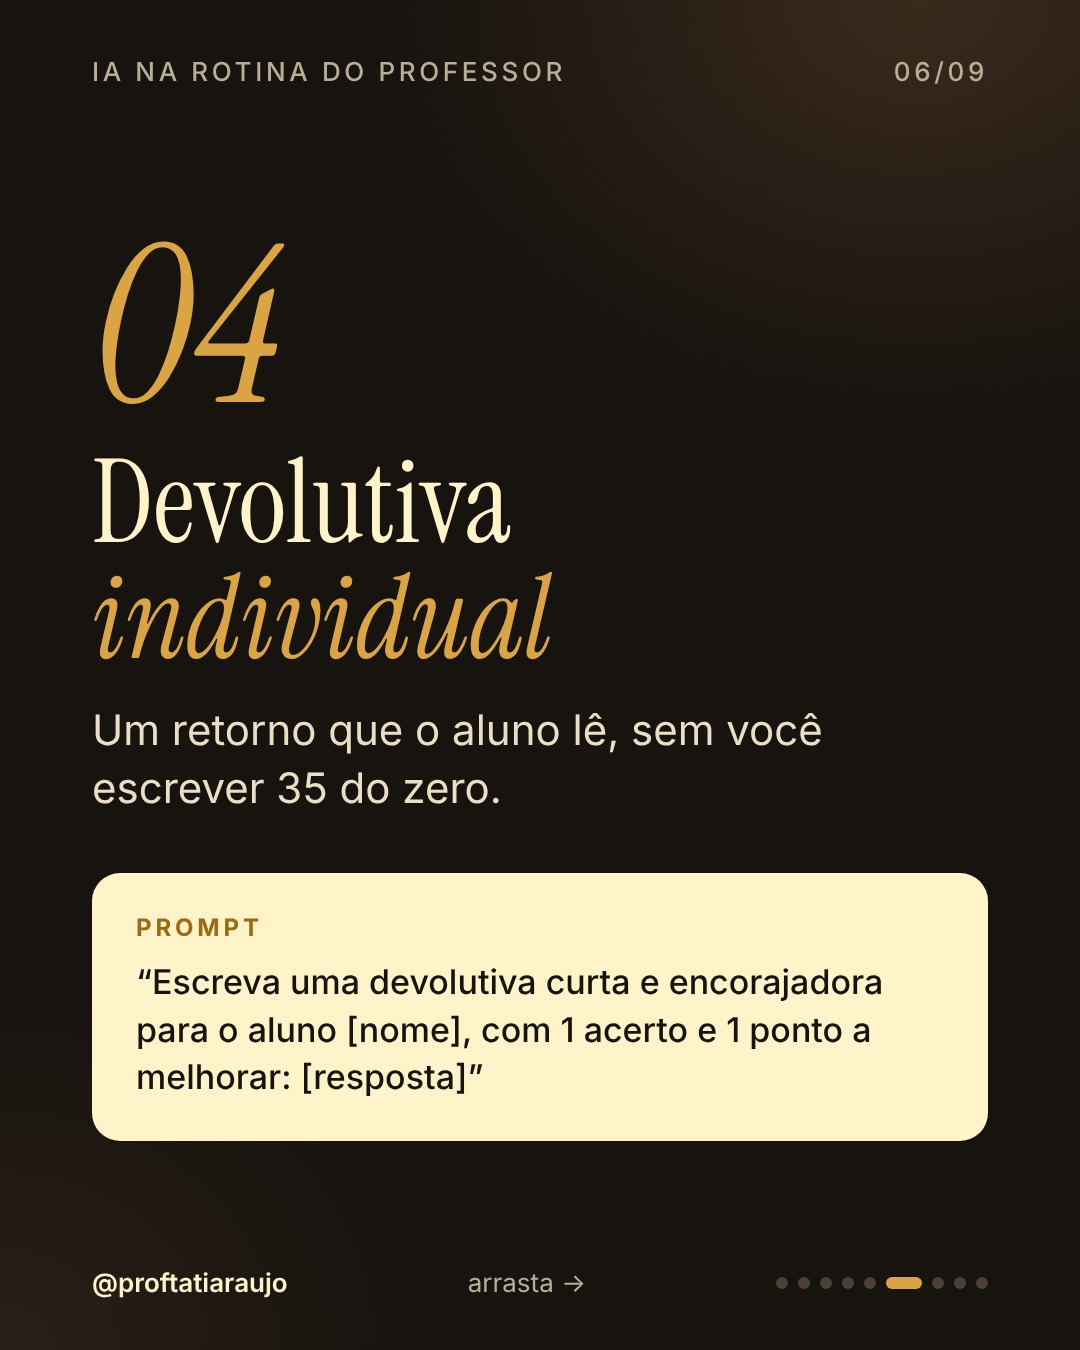 IA NA ROTINA DO PROFESSOR
06/09
04
Devolutiva
individual
Um retorno que o aluno lê, sem você
escrever 35 do zero.
PROMPT
“Escreva uma devolutiva curta e encorajadora
para o aluno [nome], com 1 acerto e 1 ponto a
melhorar: [resposta]”
@proftatiaraujo
arrasta →